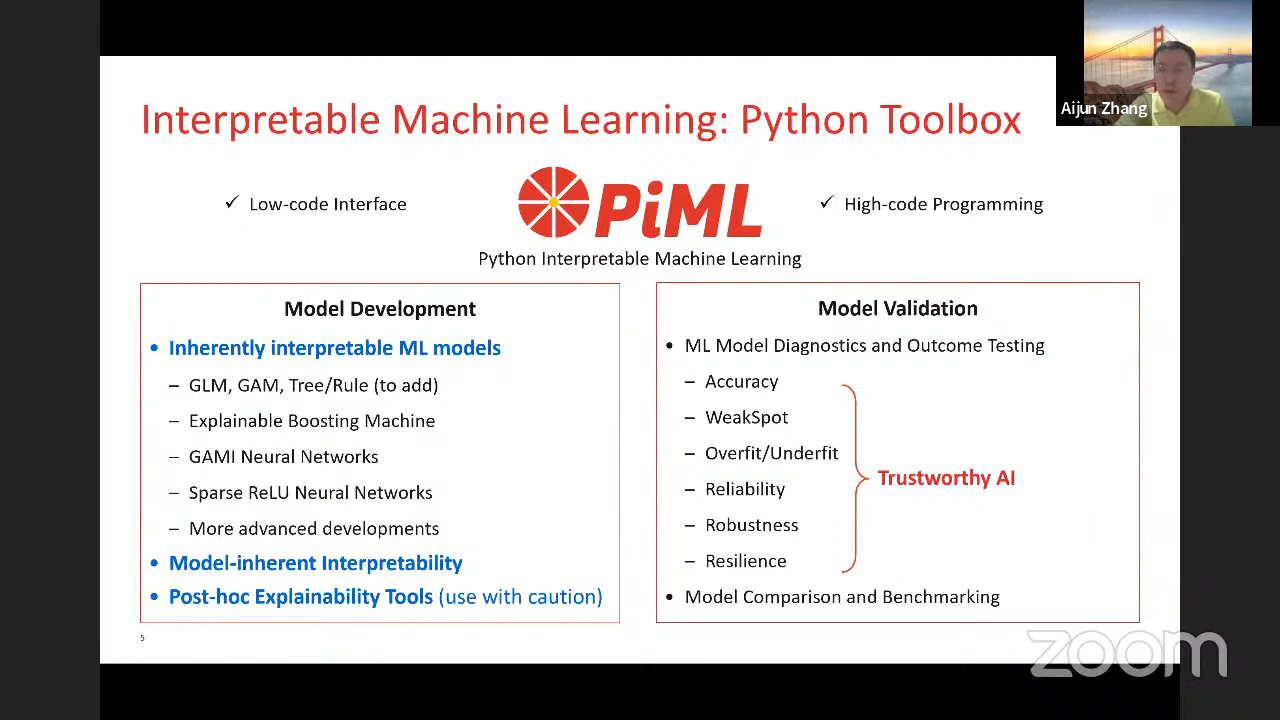 Interpretable Machine Learning: Python Toolbox
Aijun Zhang
✓ Low-code Interface
PiML
✓ High-code Programming
Python Interpretable Machine Learning
Model Development
• Inherently interpretable ML models
– GLM, GAM, Tree/Rule (to add)
– Explainable Boosting Machine
– GAMI Neural Networks
– Sparse ReLU Neural Networks
– More advanced developments
• Model-inherent Interpretability
• Post-hoc Explainability Tools (use with caution)
Model Validation
• ML Model Diagnostics and Outcome Testing
– Accuracy
– WeakSpot
– Overfit/Underfit
– Reliability
– Robustness
– Resilience
Trustworthy AI
• Model Comparison and Benchmarking
5
zoom